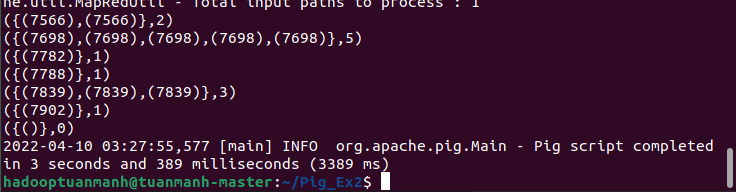 ne.util.MapRedUtil - Total input paths to process : 1
({(7566),(7566)},2)
({(7698),(7698),(7698),(7698),(7698)},5)
({(7782)},1)
({(7788)},1)
({(7839),(7839),(7839)},3)
({(7902)},1)
({()},0)
2022-04-10 03:27:55,577 [main] INFO  org.apache.pig.Main - Pig script completed
in 3 seconds and 389 milliseconds (3389 ms)
hadooptuanmanh@tuanmanh-master:~/Pig_Ex2$